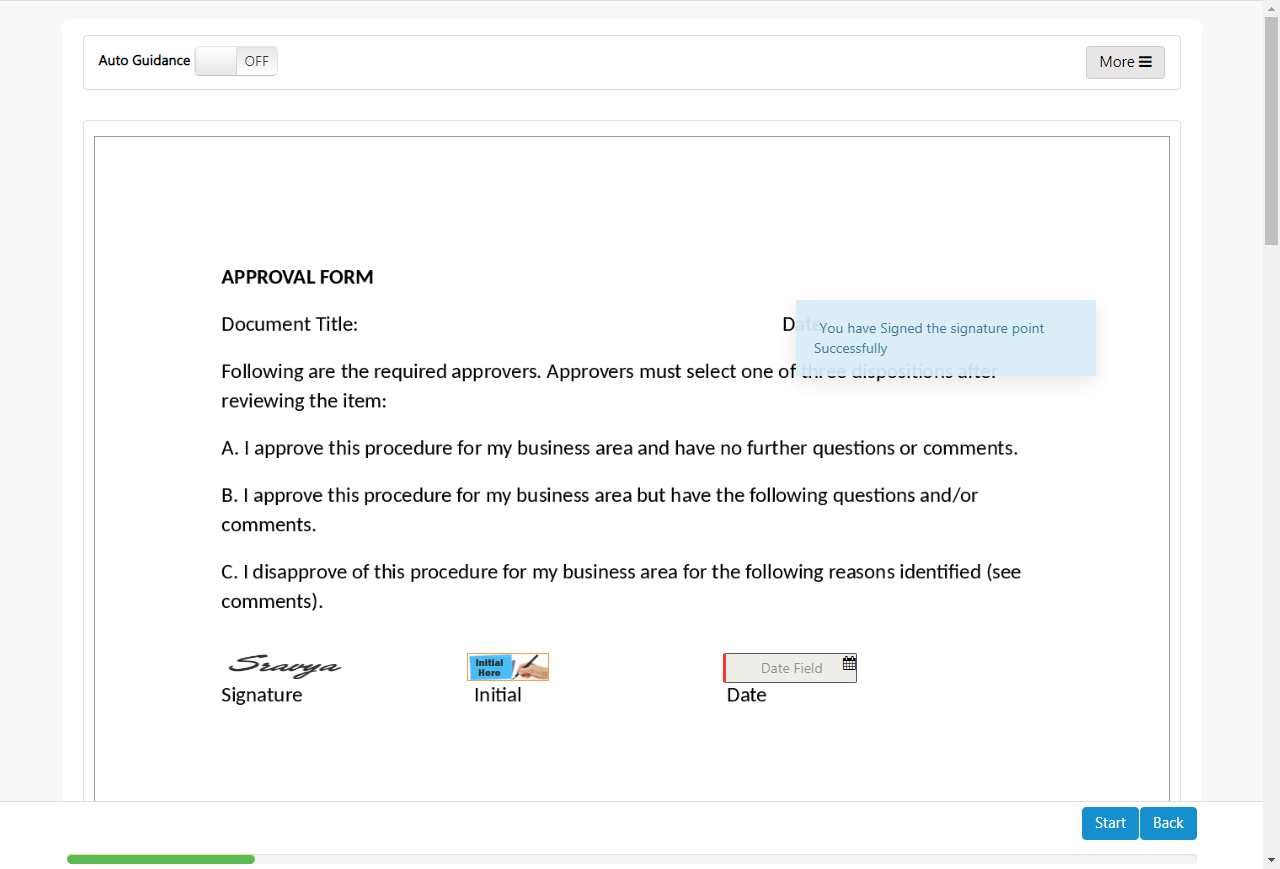 Auto Guidance OFF More
APPROVAL FORM
Document Title: Date
You have Signed the signature point
Successfully
Following are the required approvers. Approvers must select one of three dispositions after
reviewing the item:
A. I approve this procedure for my business area and have no further questions or comments.
B. I approve this procedure for my business area but have the following questions and/or
comments.
C. I disapprove of this procedure for my business area for the following reasons identified (see
comments).
Sravya
Initial
Here
Date Field
Signature Initial Date
Start Back